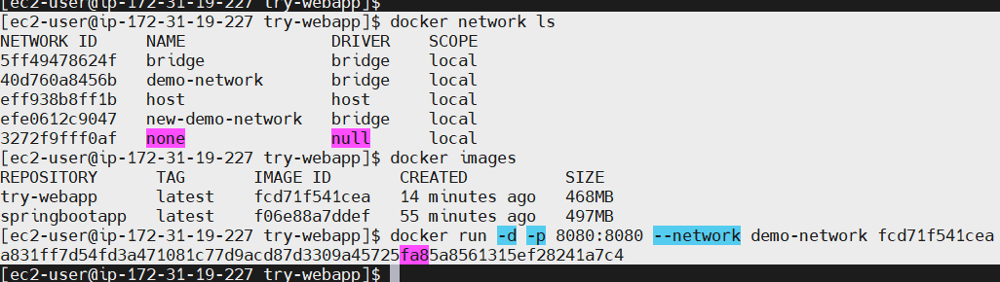 [ec2-user@ip-172-31-19-227 try-webapp]$
[ec2-user@ip-172-31-19-227 try-webapp]$ docker network ls
NETWORK ID     NAME               DRIVER    SCOPE
5ff49478624f   bridge             bridge    local
40d760a8456b   demo-network       bridge    local
eff938b8ff1b   host               host      local
efe0612c9047   new-demo-network   bridge    local
3272f9fff0af   none               null      local
[ec2-user@ip-172-31-19-227 try-webapp]$ docker images
REPOSITORY      TAG       IMAGE ID       CREATED          SIZE
try-webapp      latest    fcd71f541cea   14 minutes ago   468MB
springbootapp   latest    f06e88a7ddef   55 minutes ago   497MB
[ec2-user@ip-172-31-19-227 try-webapp]$ docker run -d -p 8080:8080 --network demo-network fcd71f541cea
a831ff7d54fd3a471081c77d9acd87d3309a45725fa85a8561315ef28241a7c4
[ec2-user@ip-172-31-19-227 try-webapp]$